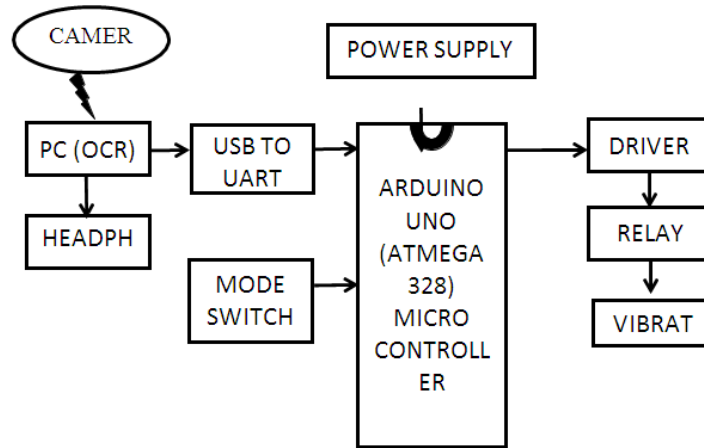 CAMER
POWER SUPPLY
PC (OCR)
USB TO
UART
DRIVER
HEADPH
ARDUINO
UNO
(ATMEGA
328)
MICRO
CONTROLL
ER
RELAY
MODE
SWITCH
VIBRAT